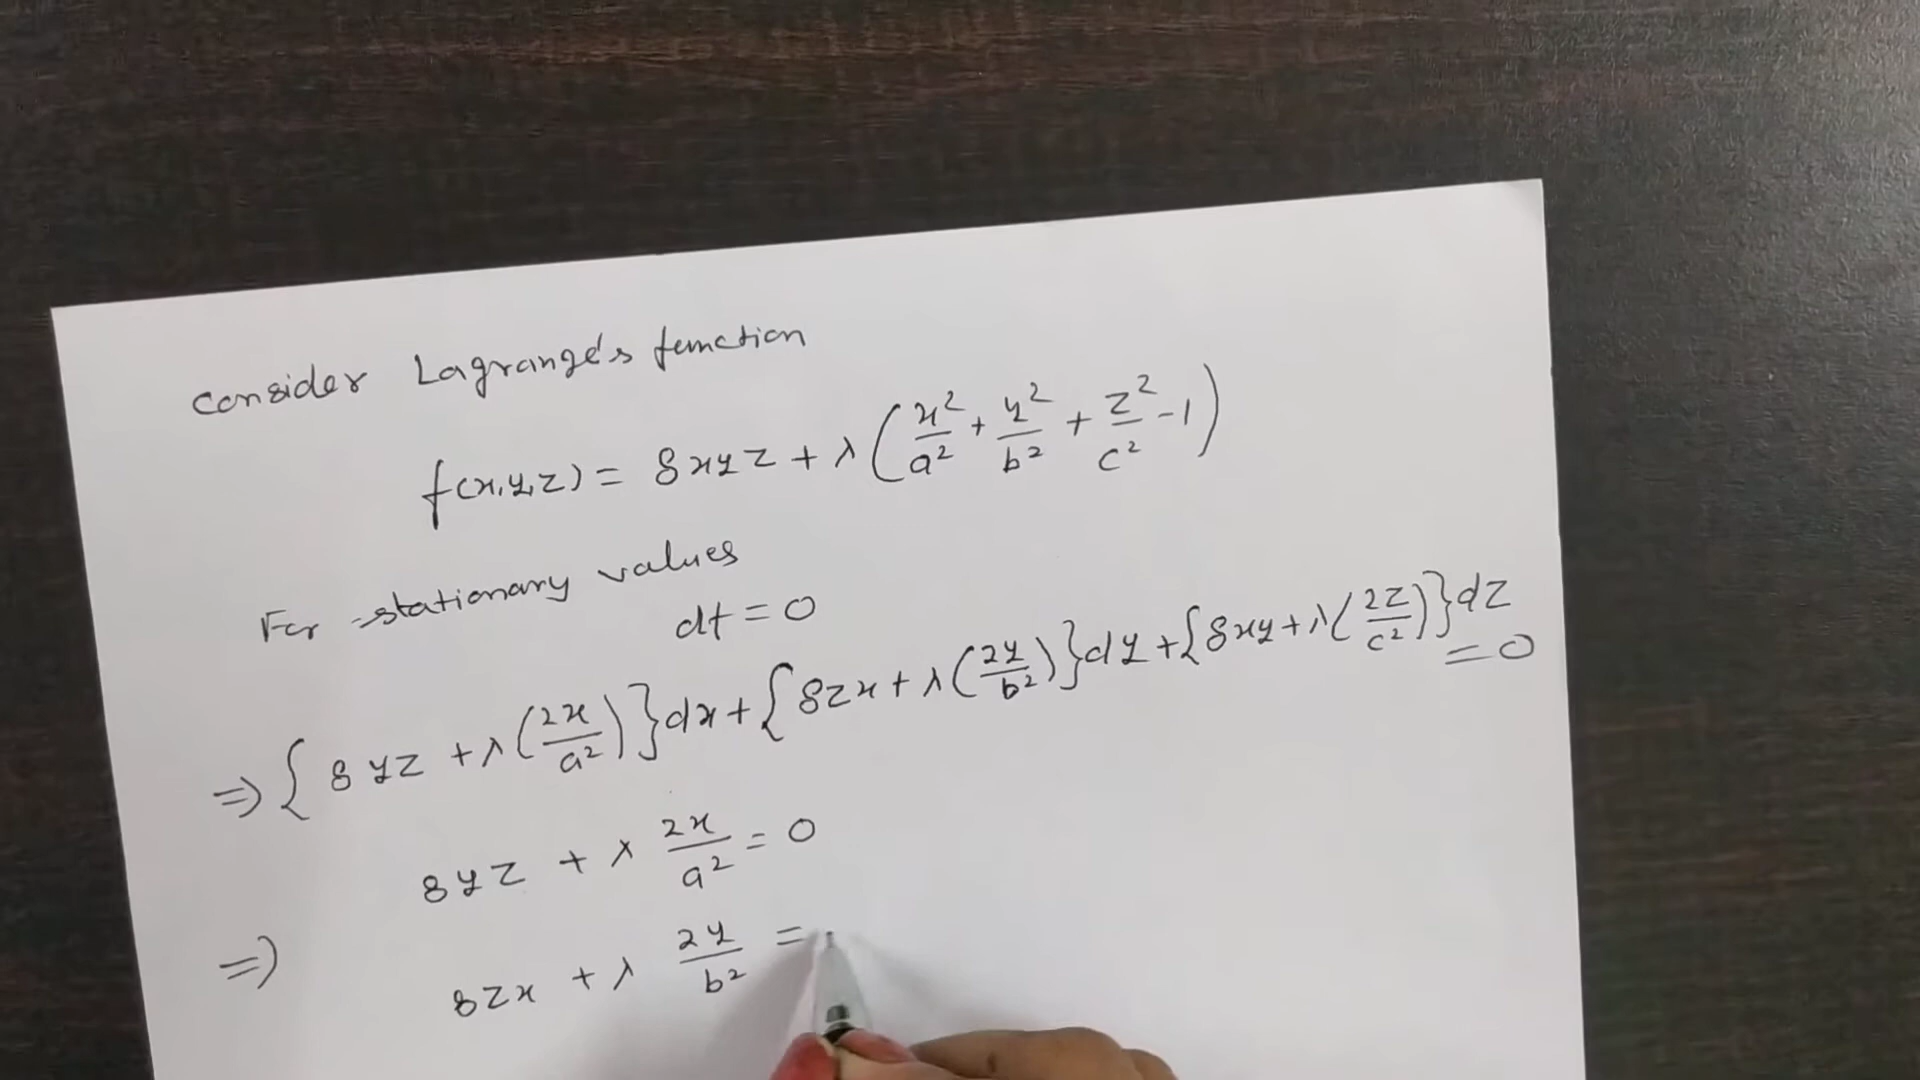 Consider Lagrange's function
f(x,y,z) = 8xyz + λ(x²/a² + y²/b² + z²/c² - 1)
For stationary values
df = 0
⇒ { 8yz + λ(2x/a²)}dx + {8zx + λ(2y/b²)}dy + {8xy + λ(2z/c²)}dz
= 0
8yz + λ 2x/a² = 0
⇒
8zx + λ 2y/b² =